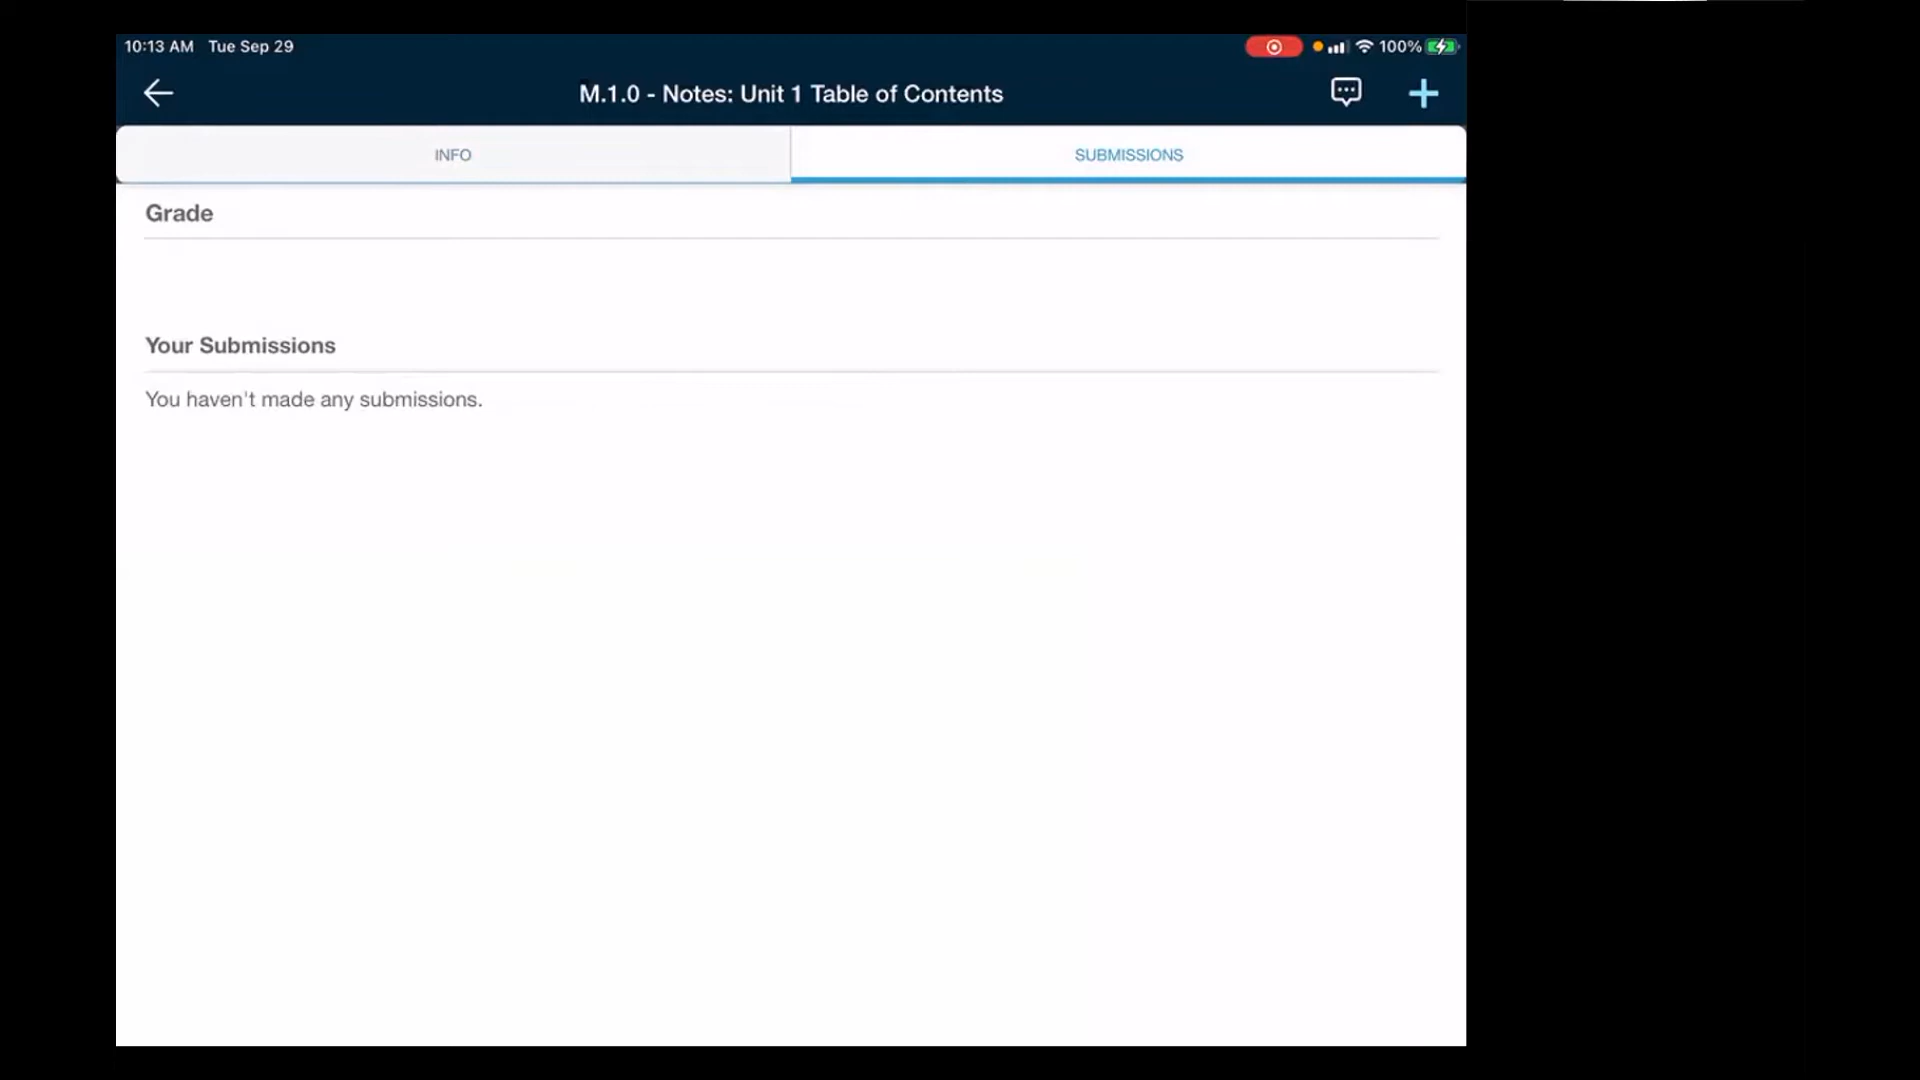 10:13 AM Tue Sep 29
100%
M.1.0 - Notes: Unit 1 Table of Contents
INFO
SUBMISSIONS
Grade
Your Submissions
You haven't made any submissions.